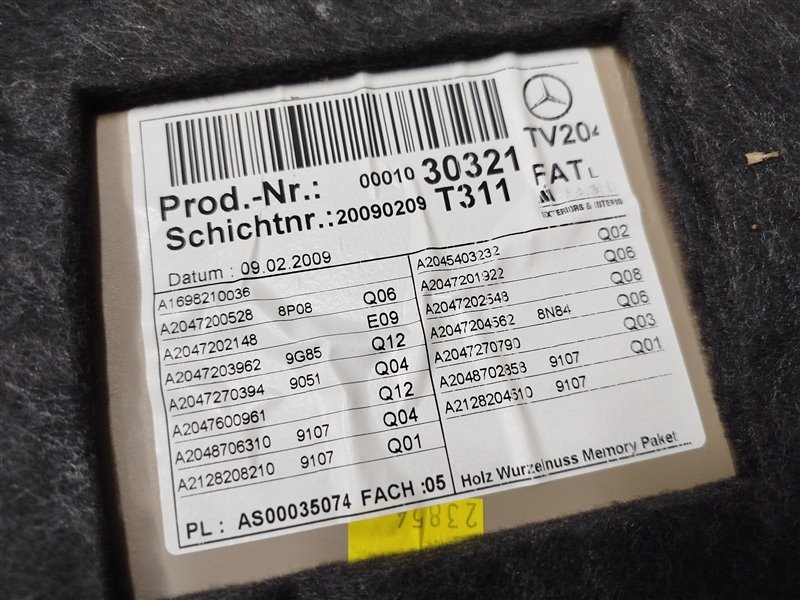 TV204
Prod.-Nr.: 00010 30321 FAT
Schichtnr.:20090209 T311
EXTERIORS &
Datum : 09.02.2009
A1698210036
A2047200528 8P08 Q06
A2047202148 E09
A2047203962 9G85 Q12
A2047270394 9051 Q04
A2047600961 Q12
A2048706310 9107 Q04
A2128208210 9107 Q01
A2045403232 Q02
A2047201922 Q06
A2047202548 Q08
A2047204562 8N84 Q06
A2047270790 Q03
A2048702858 9107 Q01
A2128204510 9107
PL : AS00035074 FACH :05
Holz Wurzelnuss Memory Paket
23854